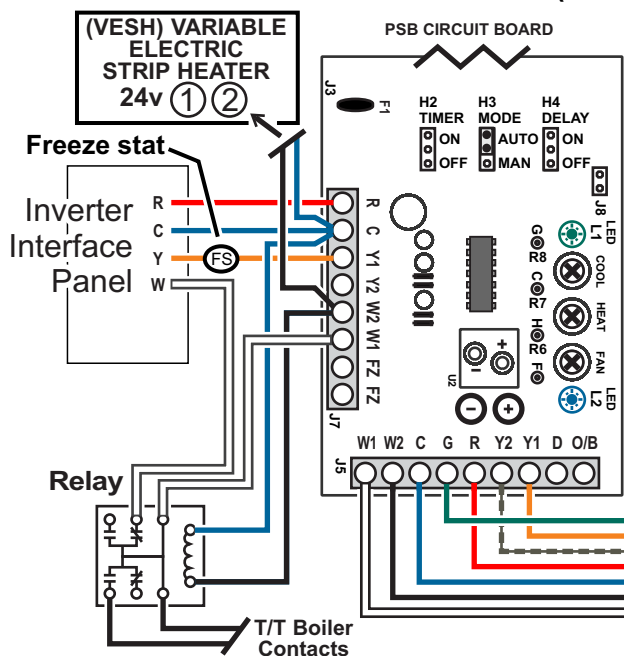 (VESH) VARIABLE
ELECTRIC
STRIP HEATER
24v 1 2
PSB CIRCUIT BOARD
J3
F1
H2
TIMER
ON
OFF
H3
MODE
AUTO
MAN
H4
DELAY
ON
OFF
J8
Freeze stat
Inverter
Interface
Panel
R
C
Y
W
FS
R
C
Y1
Y2
W2
W1
FZ
FZ
J7
G
R8
C
R7
H
R6
F
LED
L1
COOL
HEAT
FAN
LED
L2
U2
- +
- +
J5
W1 W2 C G R Y2 Y1 D O/B
Relay
T/T Boiler
Contacts